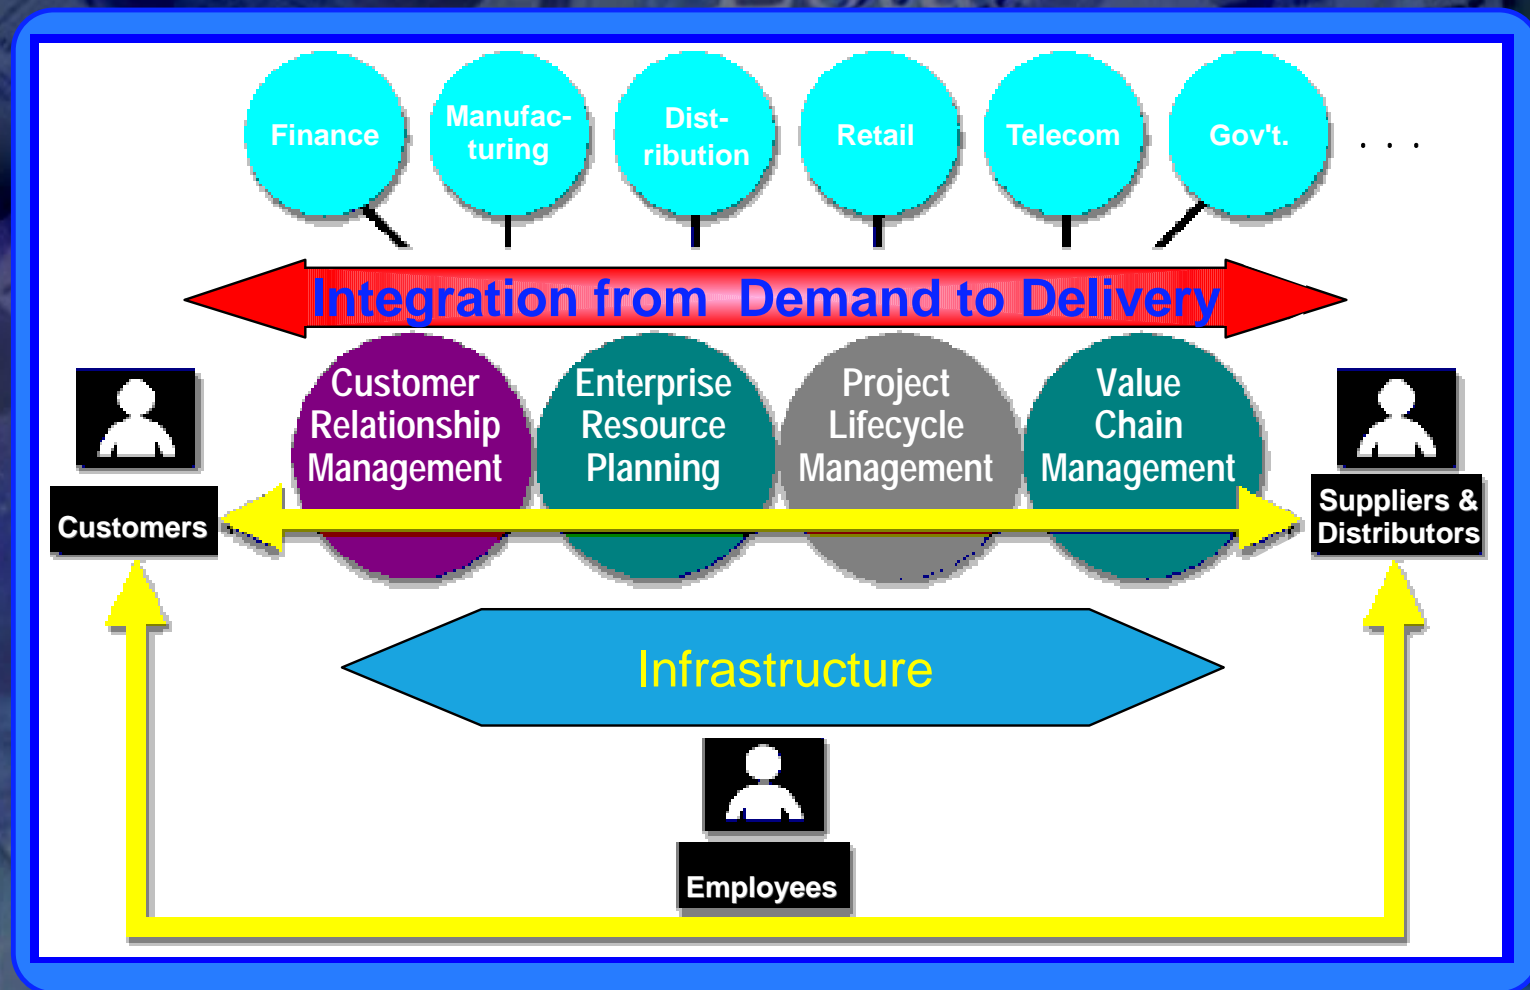 Finance
Manufac-
turing
Dist-
ribution
Retail
Telecom
Gov't.
. . .
Integration from Demand to Delivery
Customer
Relationship
Management
Enterprise
Resource
Planning
Project
Lifecycle
Management
Value
Chain
Management
Customers
Suppliers &
Distributors
Infrastructure
Employees